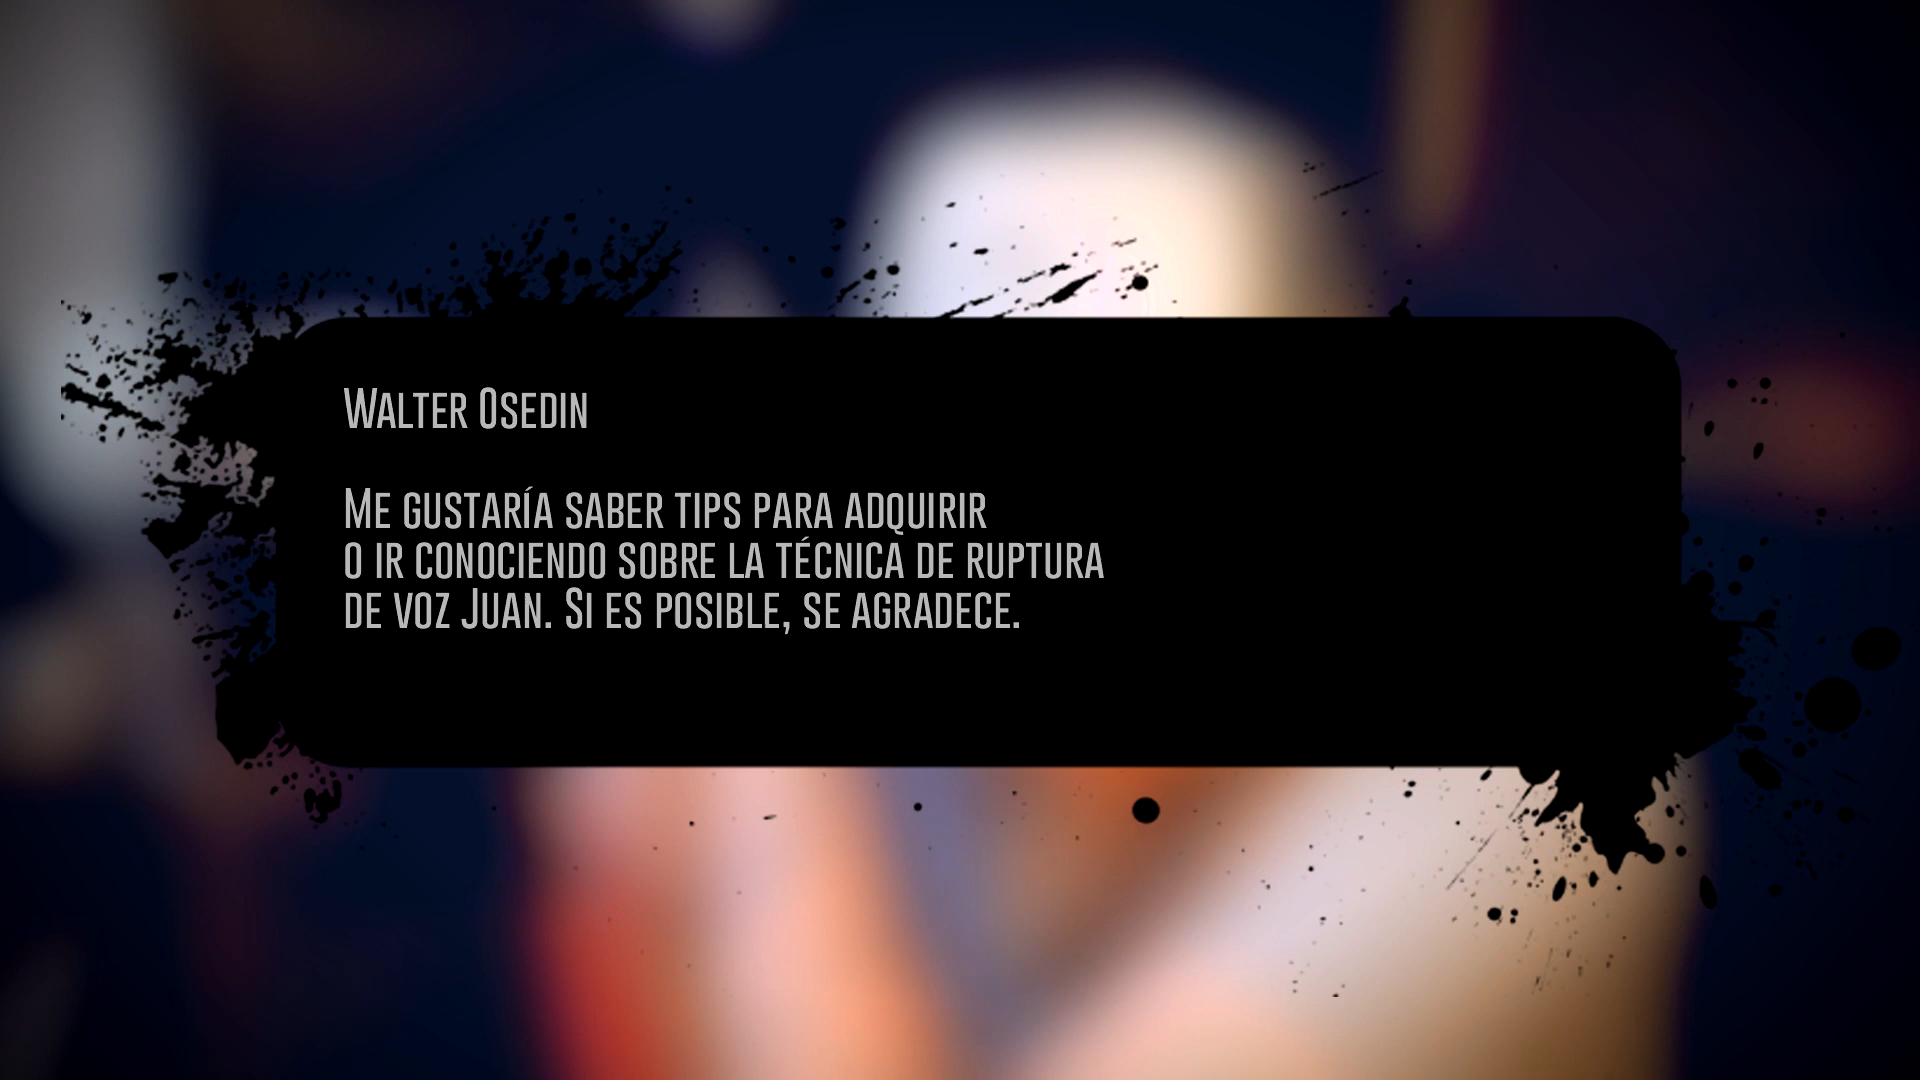 Walter Osedin
Me gustaría saber tips para adquirir
o ir conociendo sobre la técnica de ruptura
de voz Juan. Si es posible, se agradece.